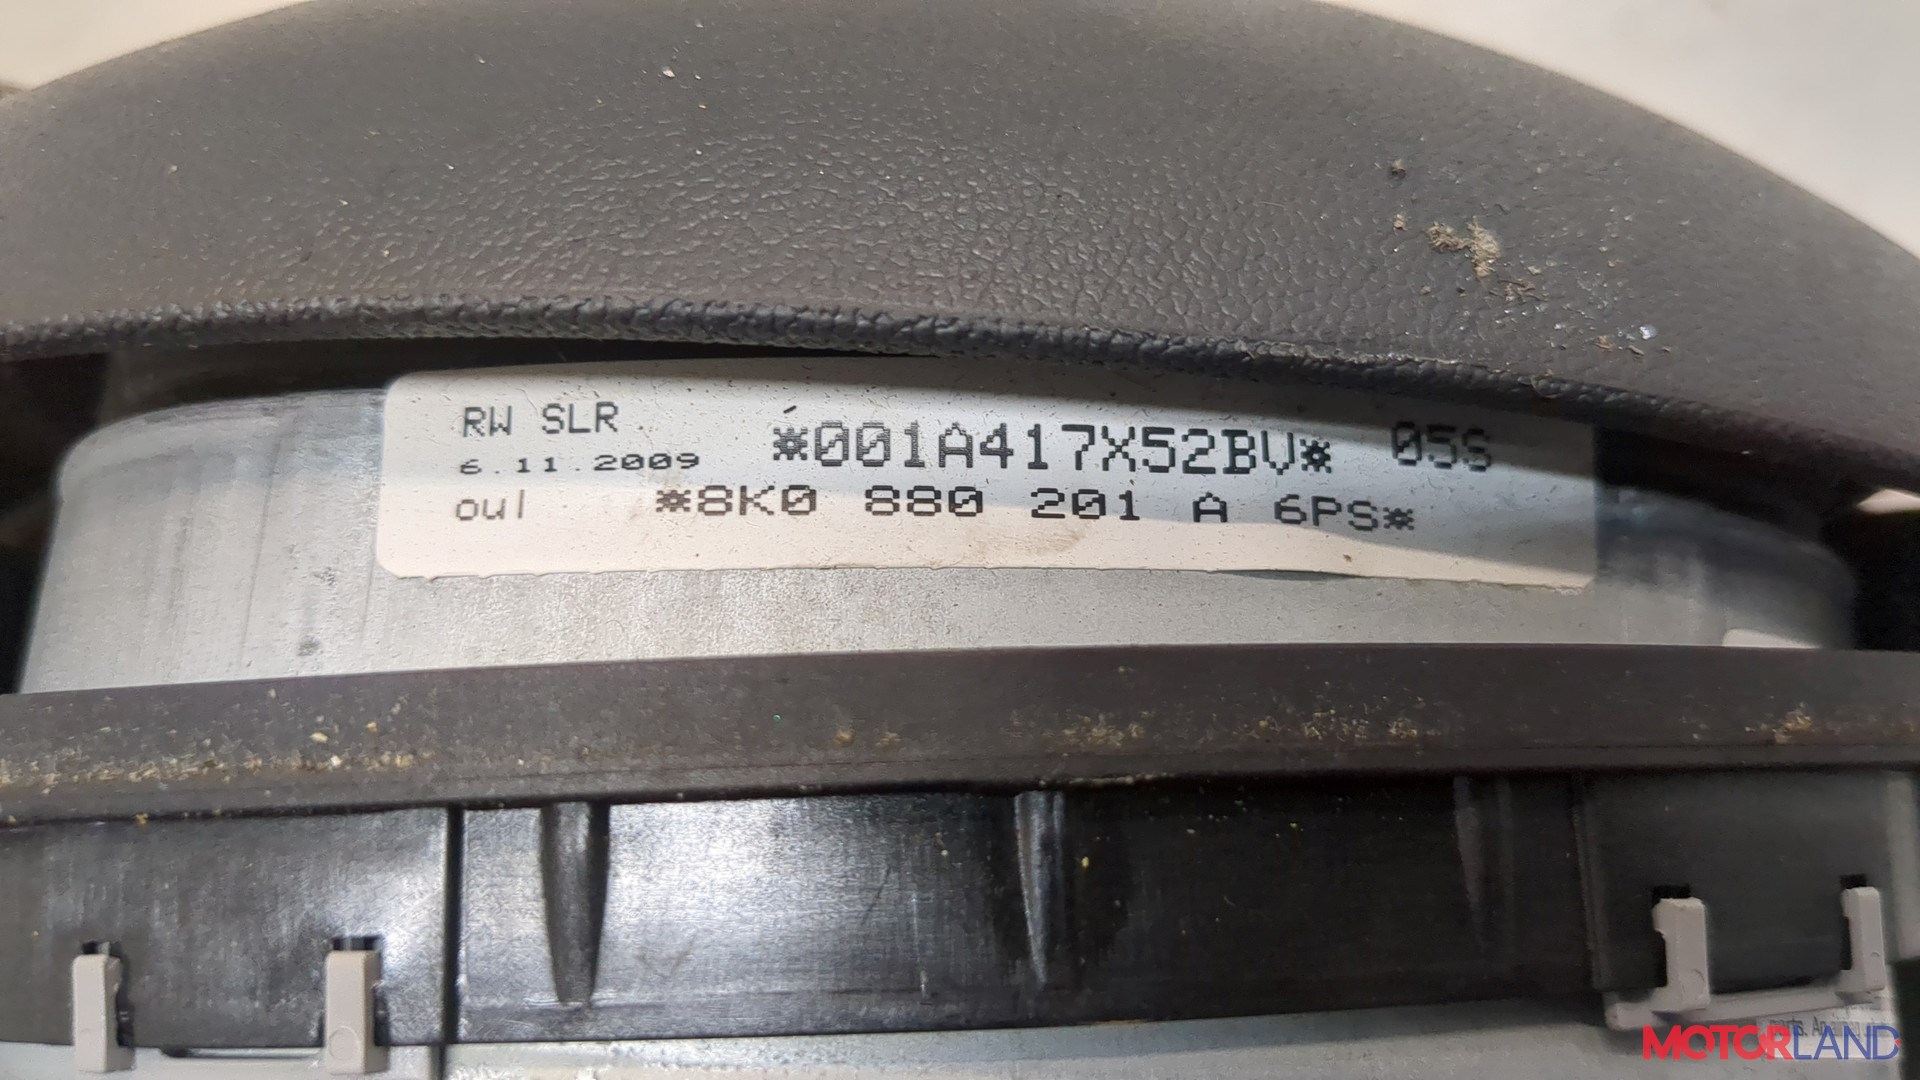 RW SLR
*001A417X52BV* 05S
6.11.2009
oul *8K0 880 201 A 6PS*
MOTORLAND